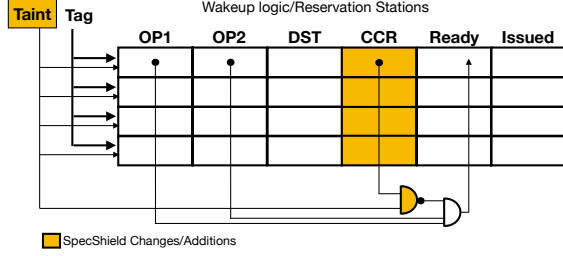 Wakeup logic/Reservation Stations
Taint Tag
OP1 OP2 DST CCR Ready Issued
SpecShield Changes/Additions